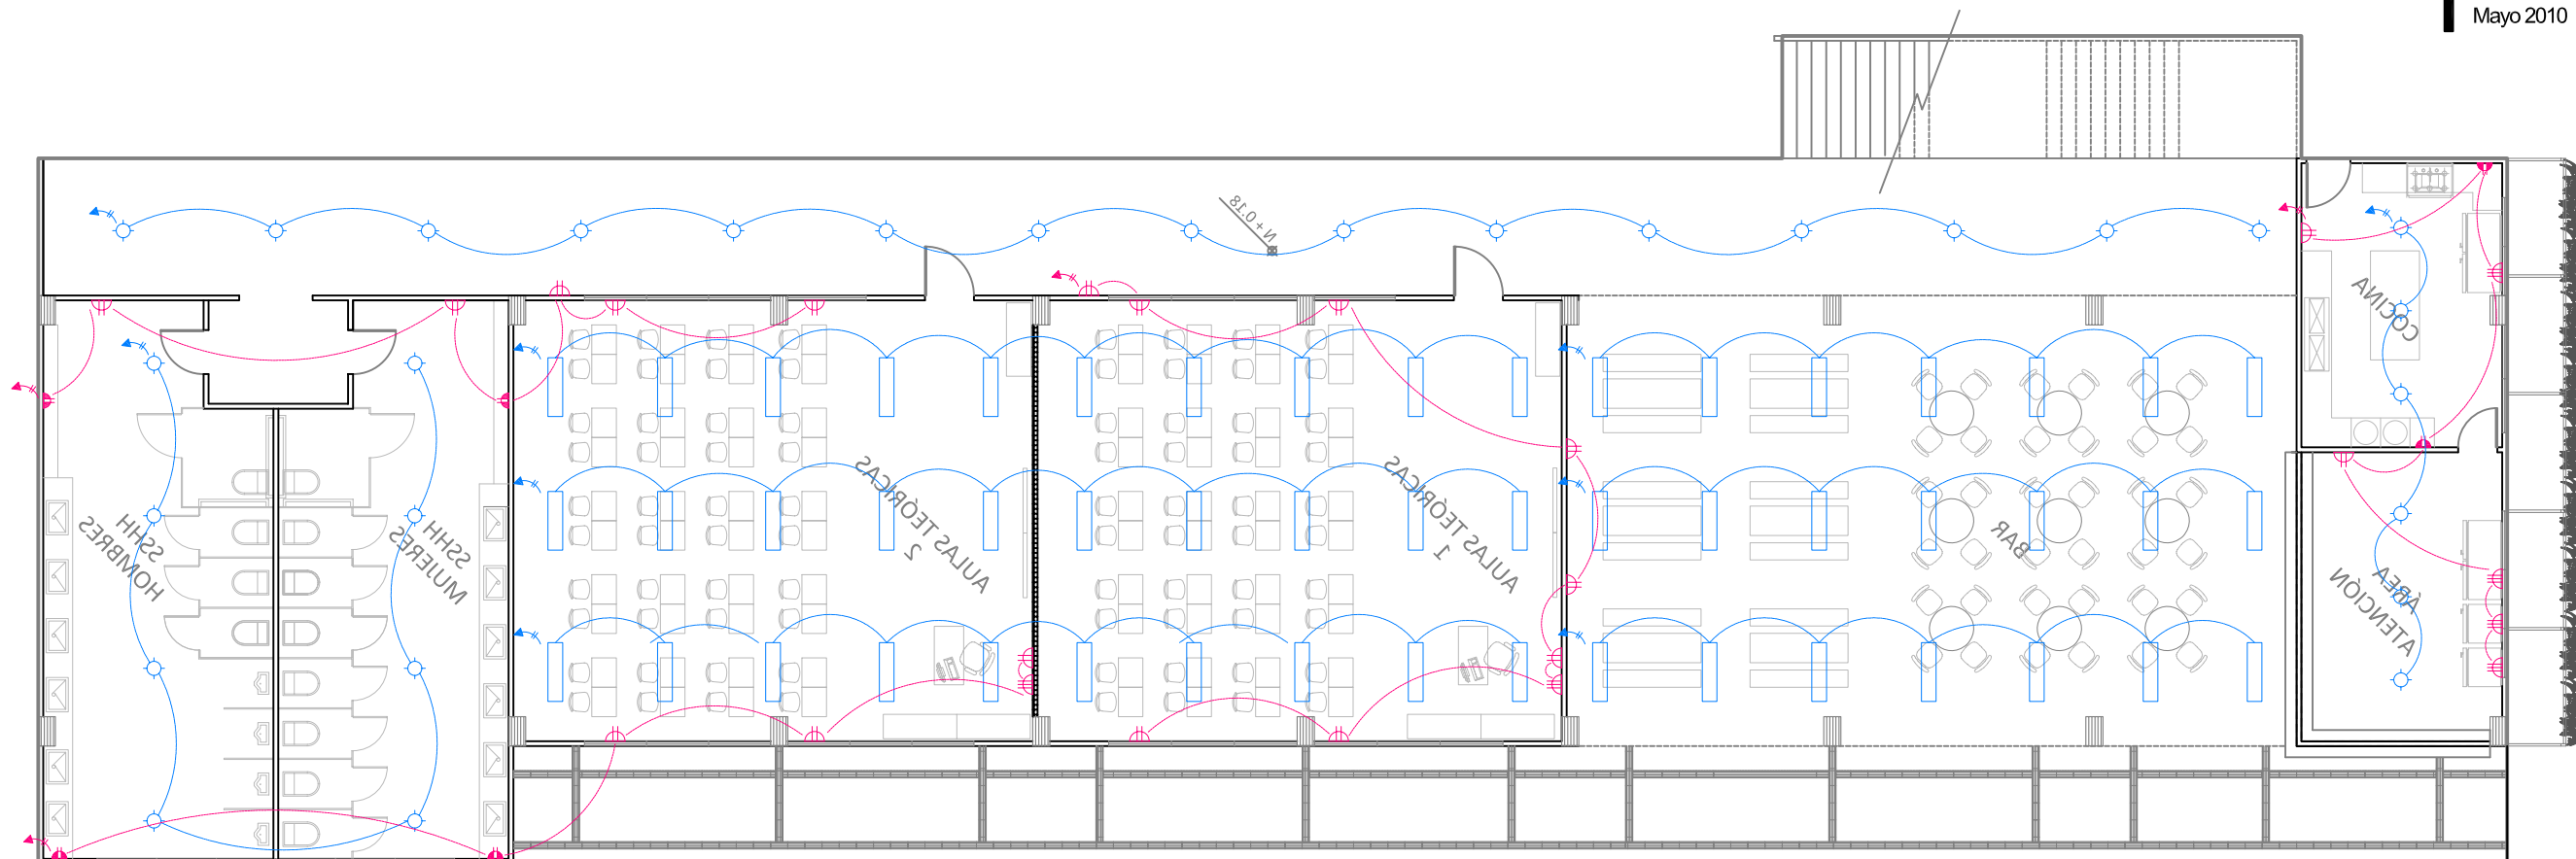 Mayo 2010
N+0.18
COCINA
SSHH
HOMBRES
SSHH
MUJERES
AULAS TEÓRICAS
2
AULAS TEÓRICAS
1
BAR
ÁREA
ATENCIÓN